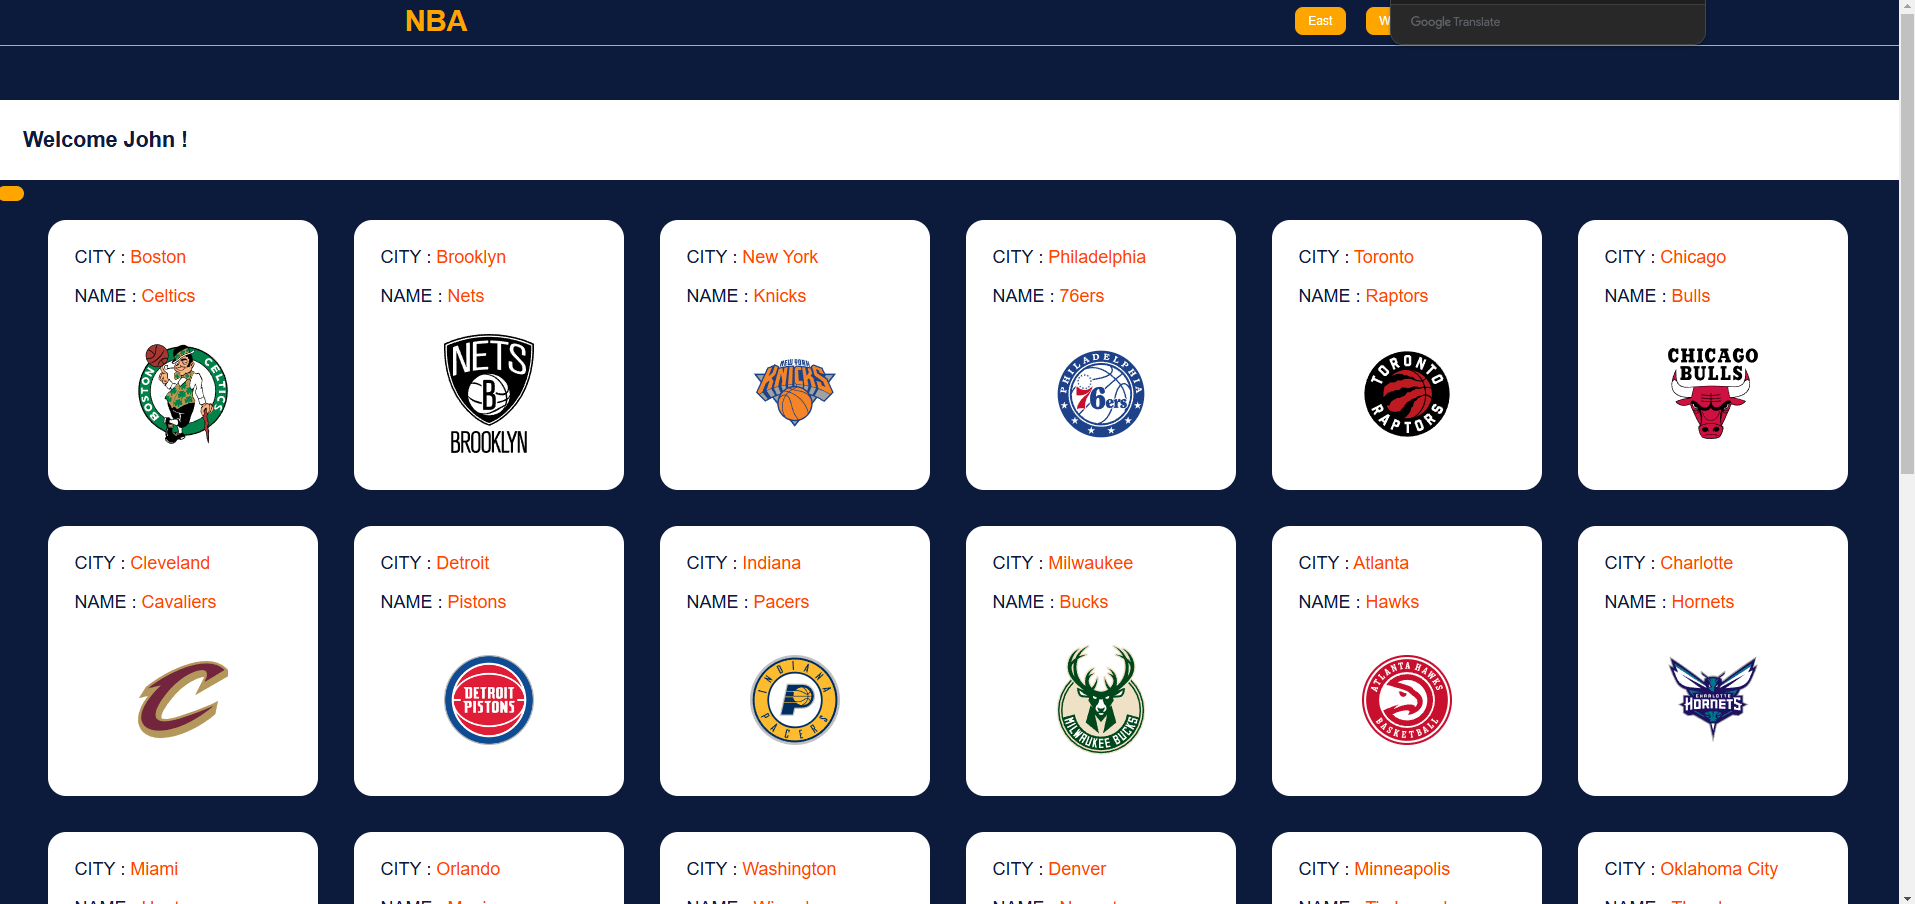 NBA
East
Google Translate
Welcome John !
CITY : Boston
NAME : Celtics
BOSTON CELTICS
CITY : Brooklyn
NAME : Nets
NETS
B
BROOKLYN
CITY : New York
NAME : Knicks
NEW YORK
KNICKS
CITY : Philadelphia
NAME : 76ers
PHILADELPHIA
76ers
CITY : Toronto
NAME : Raptors
TORONTO
RAPTORS
CITY : Chicago
NAME : Bulls
CHICAGO
BULLS
CITY : Cleveland
NAME : Cavaliers
C
CITY : Detroit
NAME : Pistons
DETROIT
PISTONS
CITY : Indiana
NAME : Pacers
INDIANA
P
PACERS
CITY : Milwaukee
NAME : Bucks
MILWAUKEE BUCKS
CITY : Atlanta
NAME : Hawks
ATLANTA HAWKS
BASKETBALL
CITY : Charlotte
NAME : Hornets
CHARLOTTE
HORNETS
CITY : Miami
CITY : Orlando
CITY : Washington
CITY : Denver
CITY : Minneapolis
CITY : Oklahoma City